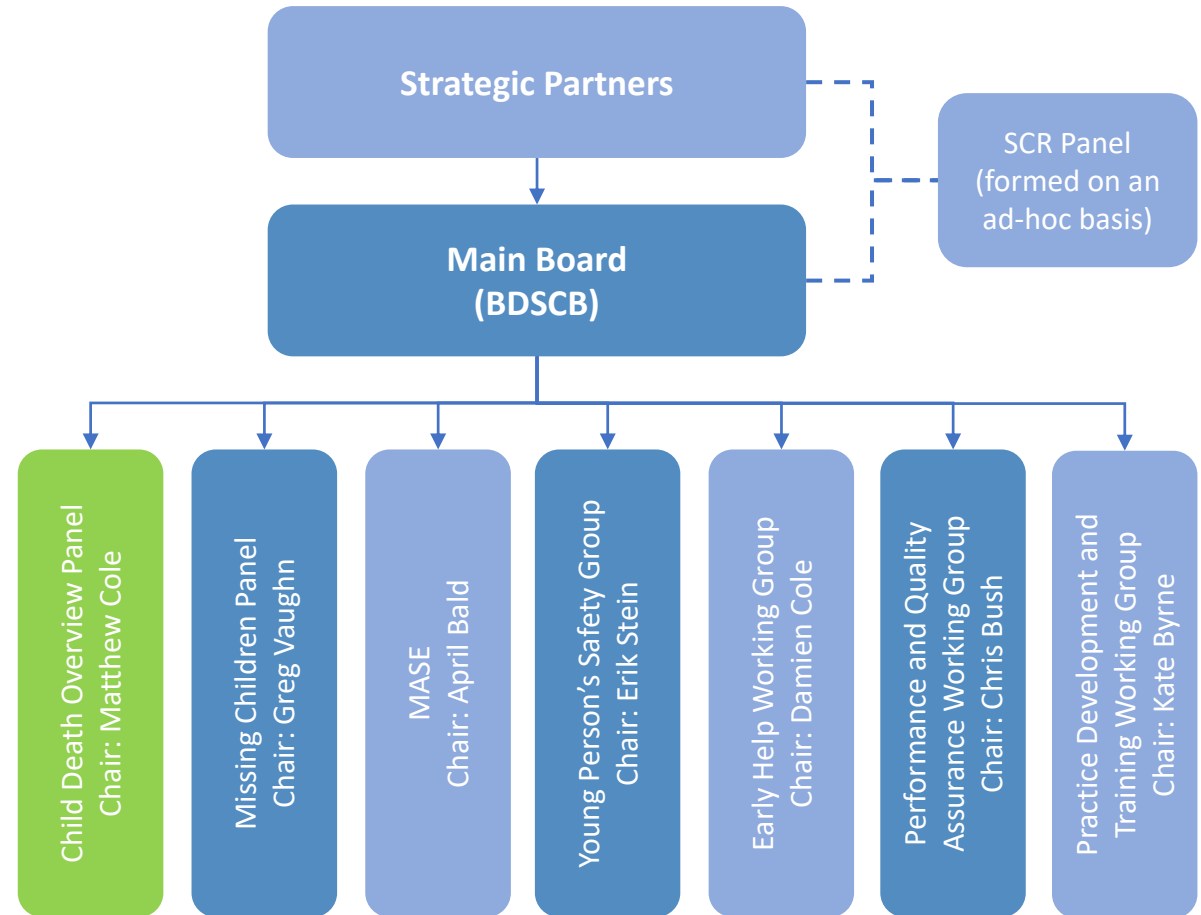 Strategic Partners
SCR Panel
(formed on an
ad-hoc basis)
Main Board
(BDSCB)
Child Death Overview Panel
Chair: Matthew Cole
Missing Children Panel
Chair: Greg Vaughn
MASE
Chair: April Bald
Young Person’s Safety Group
Chair: Erik Stein
Early Help Working Group
Chair: Damien Cole
Performance and Quality
Assurance Working Group
Chair: Chris Bush
Practice Development and
Training Working Group
Chair: Kate Byrne